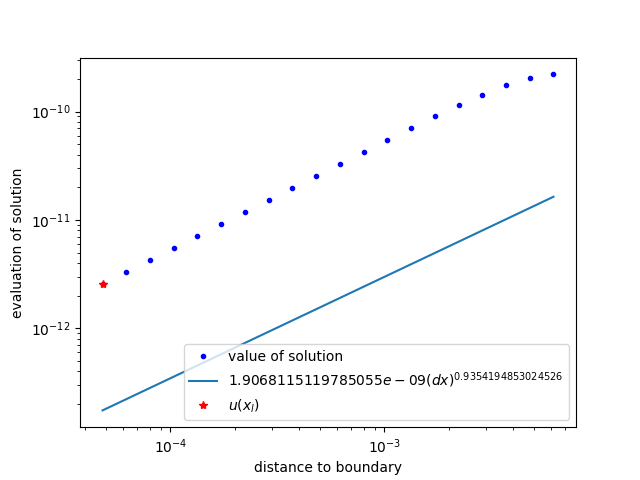 10⁻¹⁰
10⁻¹¹
10⁻¹²
evaluation of solution
value of solution
1.9068115119785055e − 09(dx)^0.9354194853024526
u(x_l)
10⁻⁴
10⁻³
distance to boundary